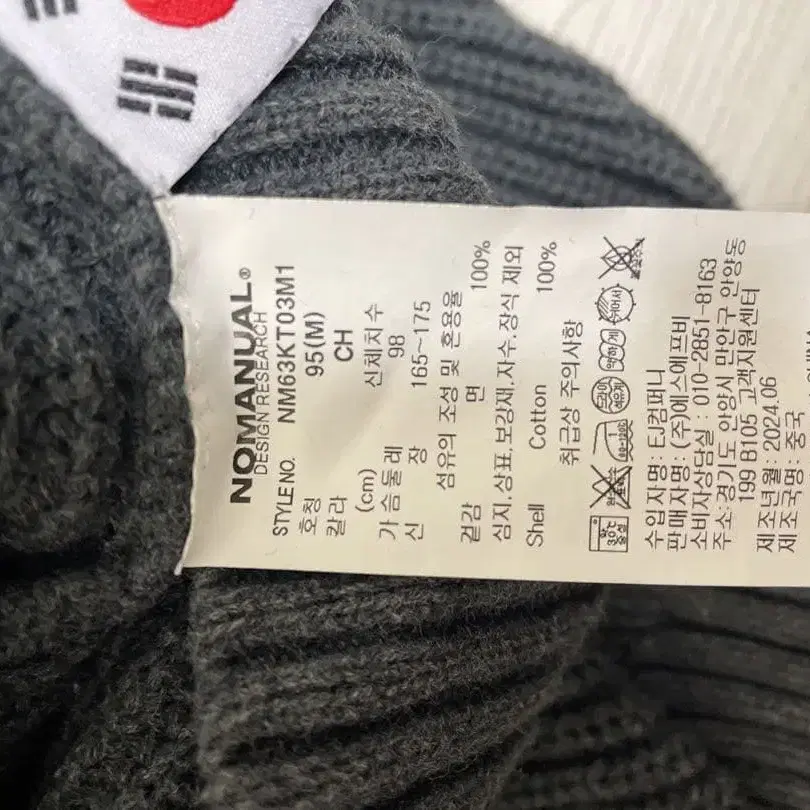 NOMANUAL®
DESIGN RESEARCH
STYLE NO. NM63KT03M1
호칭 95(M)
칼라 CH
(cm) 신체치수
가슴둘레 98
신 장 165~175
섬유의 조성 및 혼용율
겉감 면 100%
심지.상표.보강재.자수.장식 제외
Shell Cotton 100%
취급상 주의사항
약 30℃ 중성
수입자명 : EJ컴퍼니
판매자명 : (주)에스에프비
소비자상담실 : 010-2851-8163
주소:경기도 안양시 만안구 안양동
199 B105 고객지원센터
제조년월 : 2024.06
제조국명 : 중국